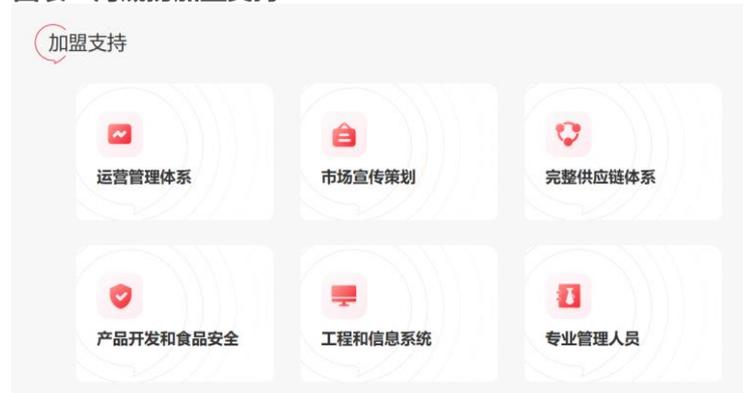 加盟支持
运营管理体系
市场宣传策划
完整供应链体系
产品开发和食品安全
工程和信息系统
专业管理人员